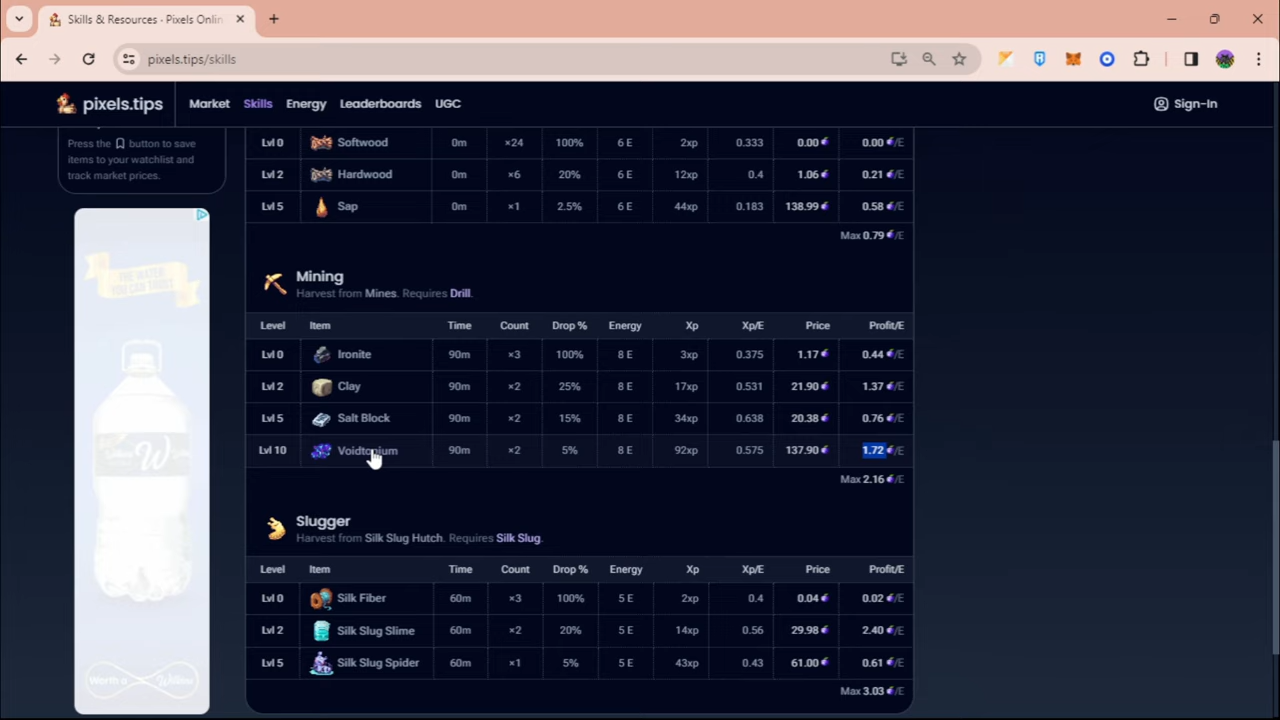 Skills & Resources - Pixels Onlin
pixels.tips/skills
pixels.tips Market Skills Energy Leaderboards UGC Sign-In
Press the button to save
items to your watchlist and
track market prices.
THE WATER
YOU CAN TRUST
W
Worth a
Lvl 0 Softwood 0m ×24 100% 6 E 2xp 0.333 0.00 0.00 /E
Lvl 2 Hardwood 0m ×6 20% 6 E 12xp 0.4 1.06 0.21 /E
Lvl 5 Sap 0m ×1 2.5% 6 E 44xp 0.183 138.99 0.58 /E
Max 0.79 /E
Mining
Harvest from Mines. Requires Drill.
Level Item Time Count Drop % Energy Xp Xp/E Price Profit/E
Lvl 0 Ironite 90m ×3 100% 8 E 3xp 0.375 1.17 0.44 /E
Lvl 2 Clay 90m ×2 25% 8 E 17xp 0.531 21.90 1.37 /E
Lvl 5 Salt Block 90m ×2 15% 8 E 34xp 0.638 20.38 0.76 /E
Lvl 10 Voidtonium 90m ×2 5% 8 E 92xp 0.575 137.90 1.72 /E
Max 2.16 /E
Slugger
Harvest from Silk Slug Hutch. Requires Silk Slug.
Level Item Time Count Drop % Energy Xp Xp/E Price Profit/E
Lvl 0 Silk Fiber 60m ×3 100% 5 E 2xp 0.4 0.04 0.02 /E
Lvl 2 Silk Slug Slime 60m ×2 20% 5 E 14xp 0.56 29.98 2.40 /E
Lvl 5 Silk Slug Spider 60m ×1 5% 5 E 43xp 0.43 61.00 0.61 /E
Max 3.03 /E